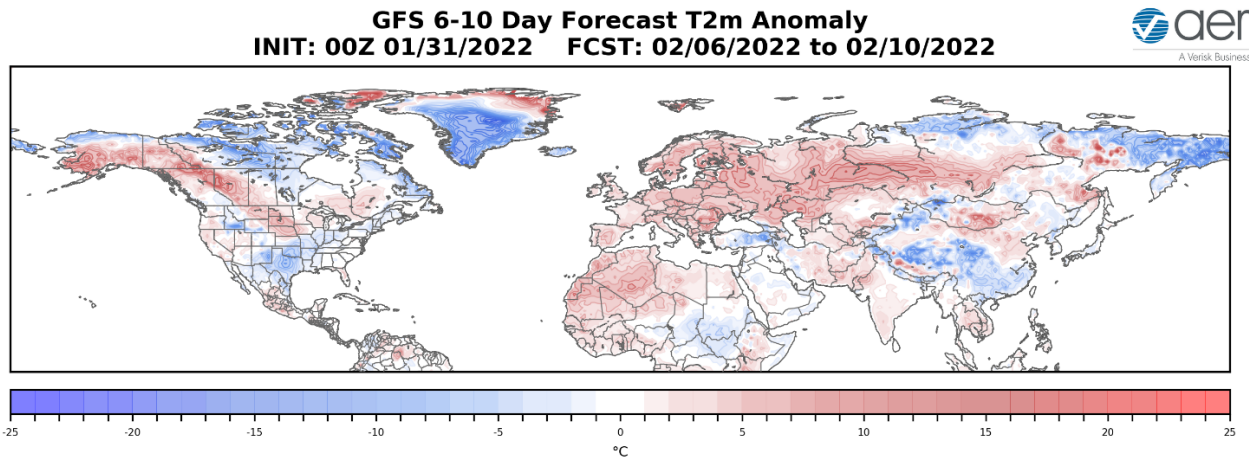 GFS 6-10 Day Forecast T2m Anomaly
INIT: 00Z 01/31/2022 FCST: 02/06/2022 to 02/10/2022
aer
A Verisk Business
-25 -20 -15 -10 -5 0 5 10 15 20 25
°C